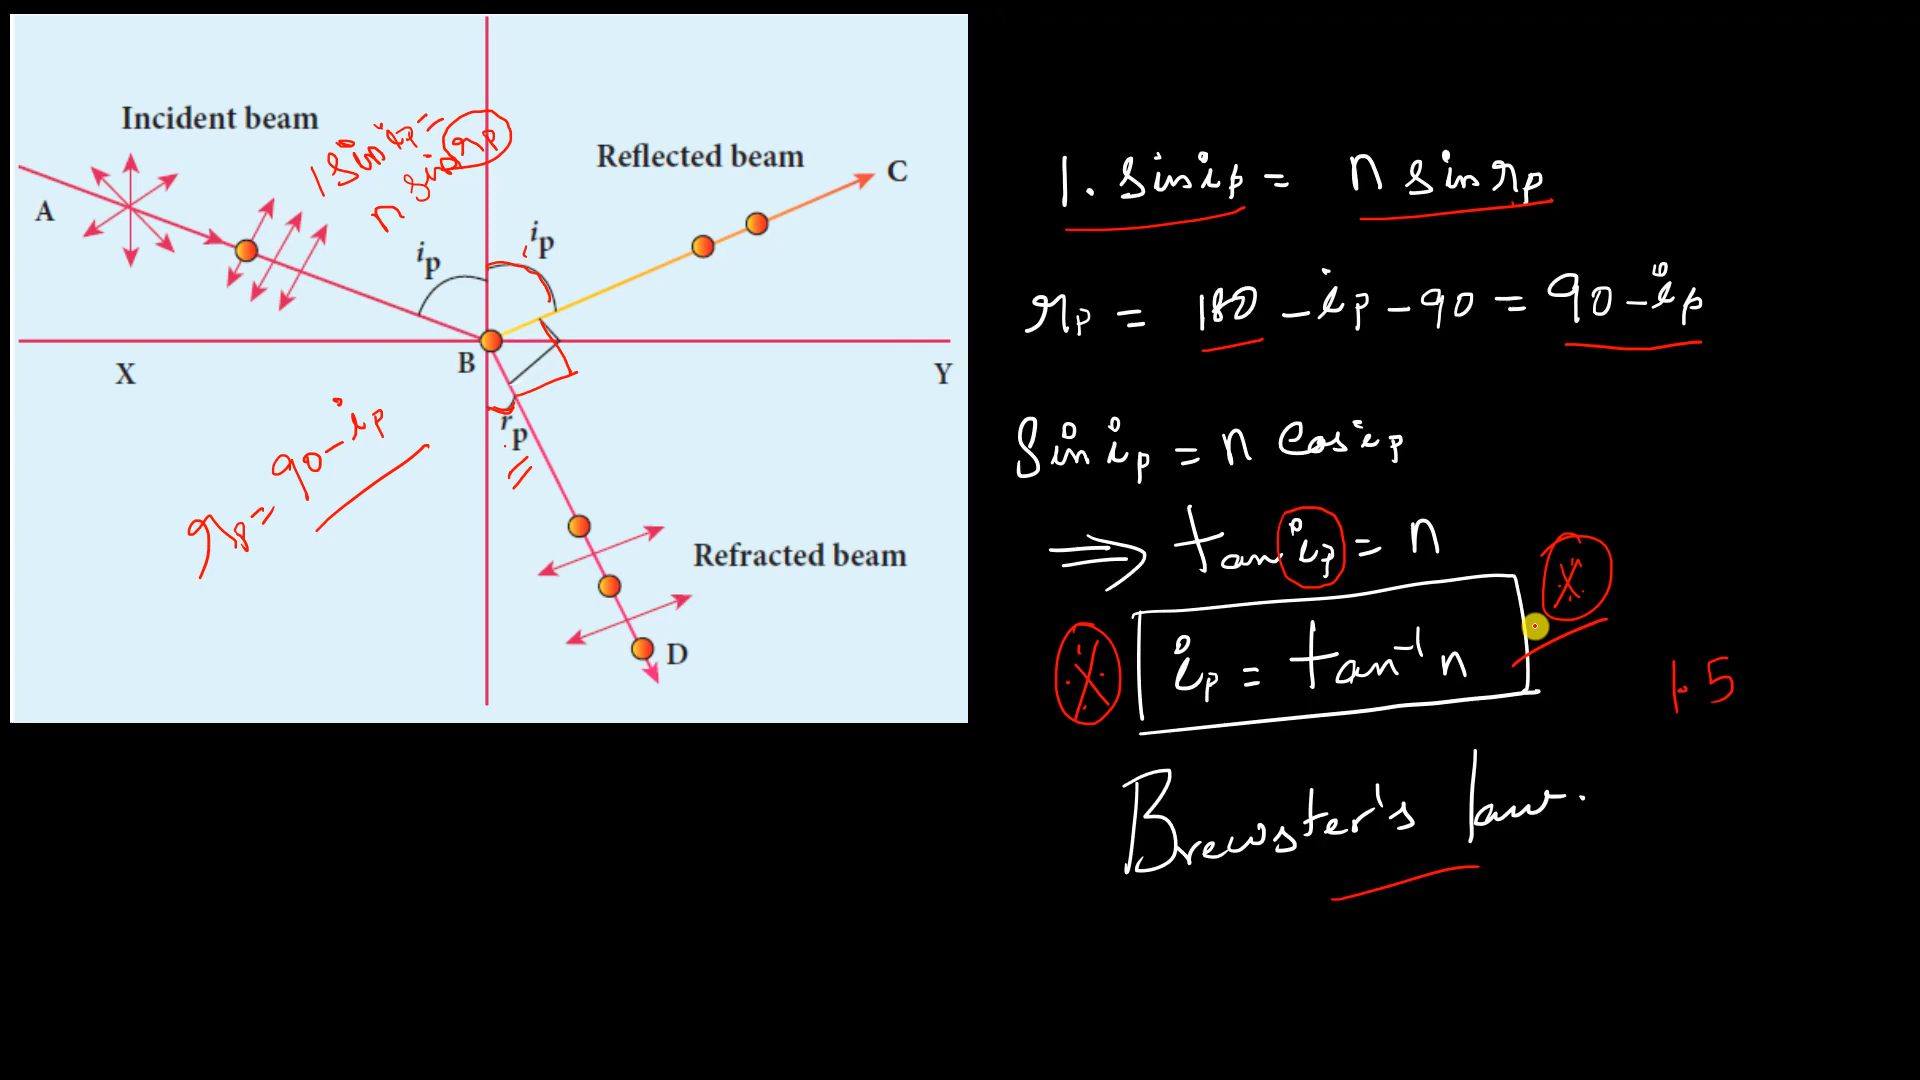 Incident beam
1 sin ip =
n sin rp
Reflected beam
C
A
ip
ip
B
X
Y
rp
=
r = 90 - ip
Refracted beam
D
1. sin ip = n sin rp
rp = 180 - ip - 90 = 90 - ip
Sin ip = n cos ip
⇒ tan ip = n
ip = tan⁻¹ n
1.5
Brewster's law.